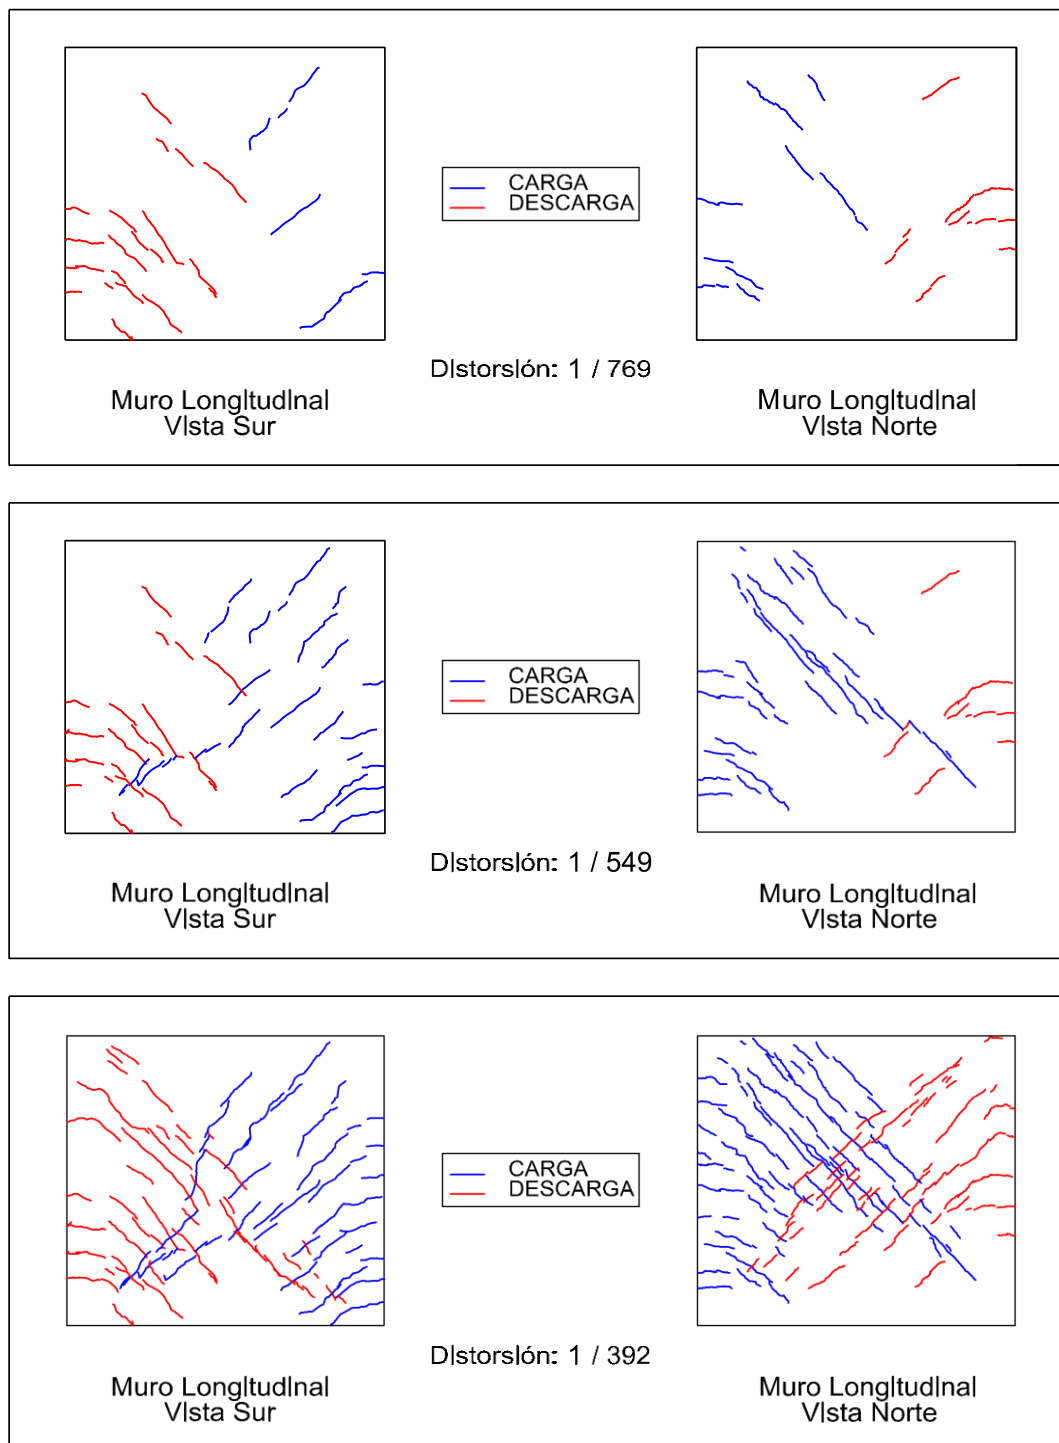 CARGA
DESCARGA
Distorsión: 1 / 769
Muro Longitudinal
Vista Sur
Muro Longitudinal
Vista Norte
CARGA
DESCARGA
Distorsión: 1 / 549
Muro Longitudinal
Vista Sur
Muro Longitudinal
Vista Norte
CARGA
DESCARGA
Distorsión: 1 / 392
Muro Longitudinal
Vista Sur
Muro Longitudinal
Vista Norte